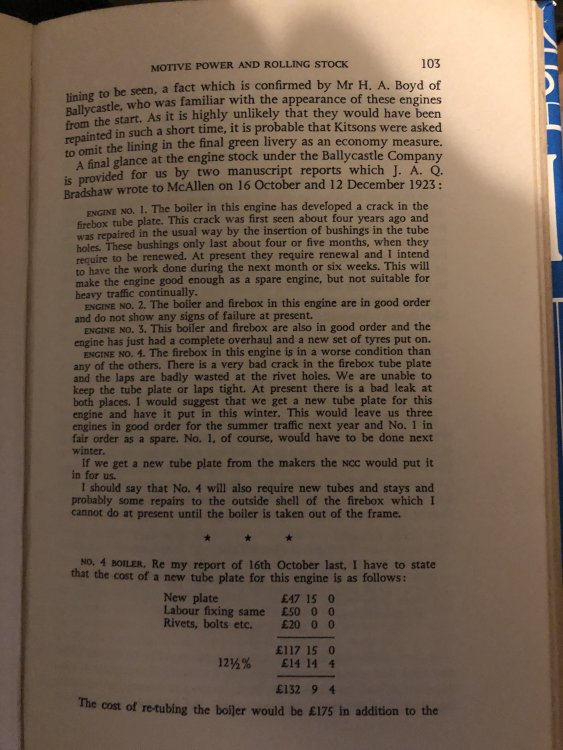 MOTIVE POWER AND ROLLING STOCK 103
lining to be seen, a fact which is confirmed by Mr H. A. Boyd of
Ballycastle, who was familiar with the appearance of these engines
from the start. As it is highly unlikely that they would have been
repainted in such a short time, it is probable that Kitsons were asked
to omit the lining in the final green livery as an economy measure.
A final glance at the engine stock under the Ballycastle Company
is provided for us by two manuscript reports which J. A. Q.
Bradshaw wrote to McAllen on 16 October and 12 December 1923:
ENGINE NO. 1. The boiler in this engine has developed a crack in the
firebox tube plate. This crack was first seen about four years ago and
was repaired in the usual way by the insertion of bushings in the tube
holes. These bushings only last about four or five months, when they
require to be renewed. At present they require renewal and I intend
to have the work done during the next month or six weeks. This will
make the engine good enough as a spare engine, but not suitable for
heavy traffic continually.
ENGINE NO. 2. The boiler and firebox in this engine are in good order
and do not show any signs of failure at present.
ENGINE NO. 3. This boiler and firebox are also in good order and the
engine has just had a complete overhaul and a new set of tyres put on.
ENGINE NO. 4. The firebox in this engine is in a worse condition than
any of the others. There is a very bad crack in the firebox tube plate
and the laps are badly wasted at the rivet holes. We are unable to
keep the tube plate or laps tight. At present there is a bad leak at
both places. I would suggest that we get a new tube plate for this
engine and have it put in this winter. This would leave us three
engines in good order for the summer traffic next year and No. 1 in
fair order as a spare. No. 1, of course, would have to be done next
winter.
If we get a new tube plate from the makers the NCC would put it
in for us.
I should say that No. 4 will also require new tubes and stays and
probably some repairs to the outside shell of the firebox which I
cannot do at present until the boiler is taken out of the frame.
★ ★ ★
NO. 4 BOILER. Re my report of 16th October last, I have to state
that the cost of a new tube plate for this engine is as follows:
New plate £47 15 0
Labour fixing same £50 0 0
Rivets, bolts etc. £20 0 0
£117 15 0
12½% £14 14 4
£132 9 4
The cost of re-tubing the boiler would be £175 in addition to the